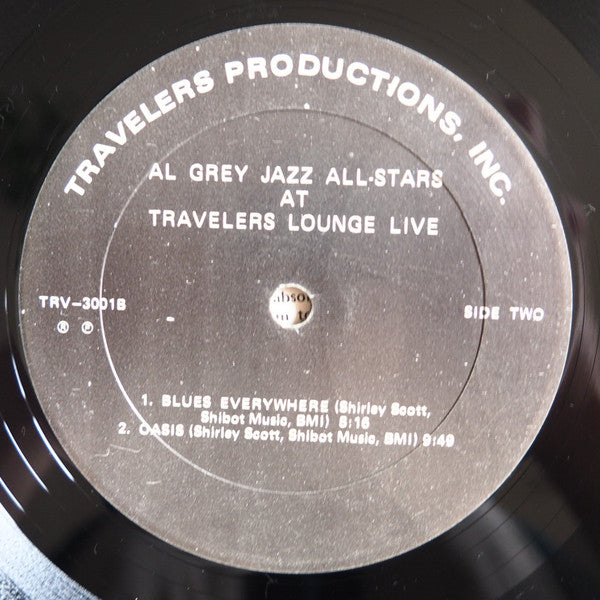 TRAVELERS PRODUCTIONS, INC.
AL GREY JAZZ ALL-STARS
AT
TRAVELERS LOUNGE LIVE
TRV-3001B
Ⓡ Ⓟ
SIDE TWO
1. BLUES EVERYWHERE (Shirley Scott,
Shibot Music, BMI) 8:16
2. OASIS (Shirley Scott, Shibot Music, BMI) 9:49